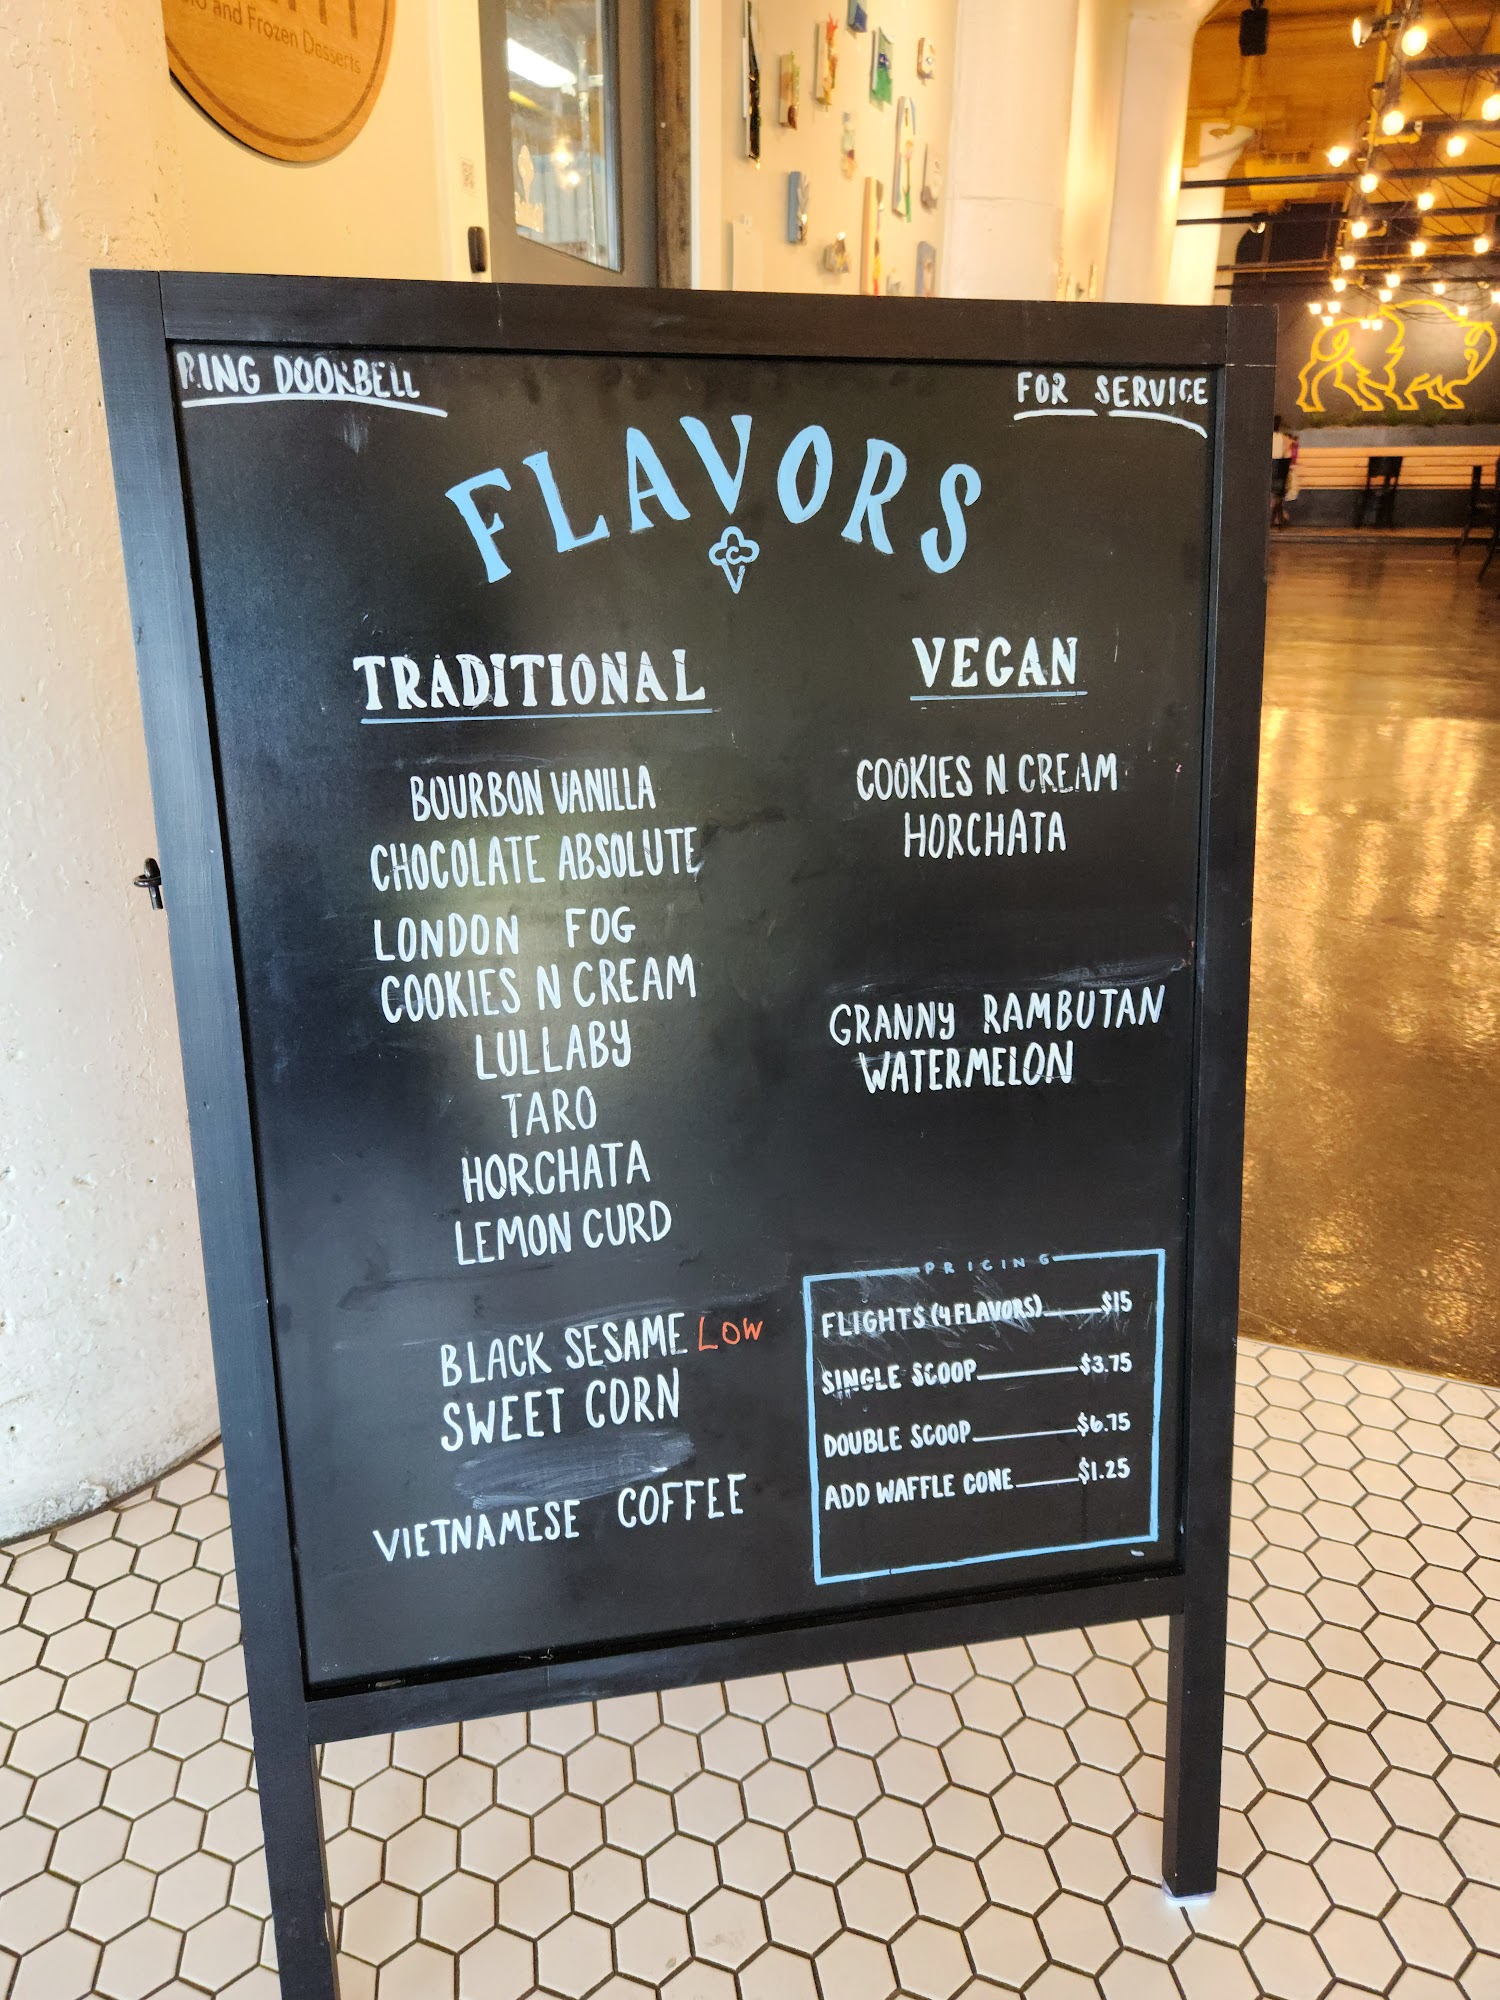 and Frozen Desserts
RING DOORBELL
FOR SERVICE
FLAVORS
TRADITIONAL
BOURBON VANILLA
CHOCOLATE ABSOLUTE
LONDON FOG
COOKIES N CREAM
LULLABY
TARO
HORCHATA
LEMON CURD
BLACK SESAME LOW
SWEET CORN
VIETNAMESE COFFEE
VEGAN
COOKIES N CREAM
HORCHATA
GRANNY RAMBUTAN
WATERMELON
PRICING
FLIGHTS (4 FLAVORS) $15
SINGLE SCOOP $3.75
DOUBLE SCOOP $6.75
ADD WAFFLE CONE $1.25